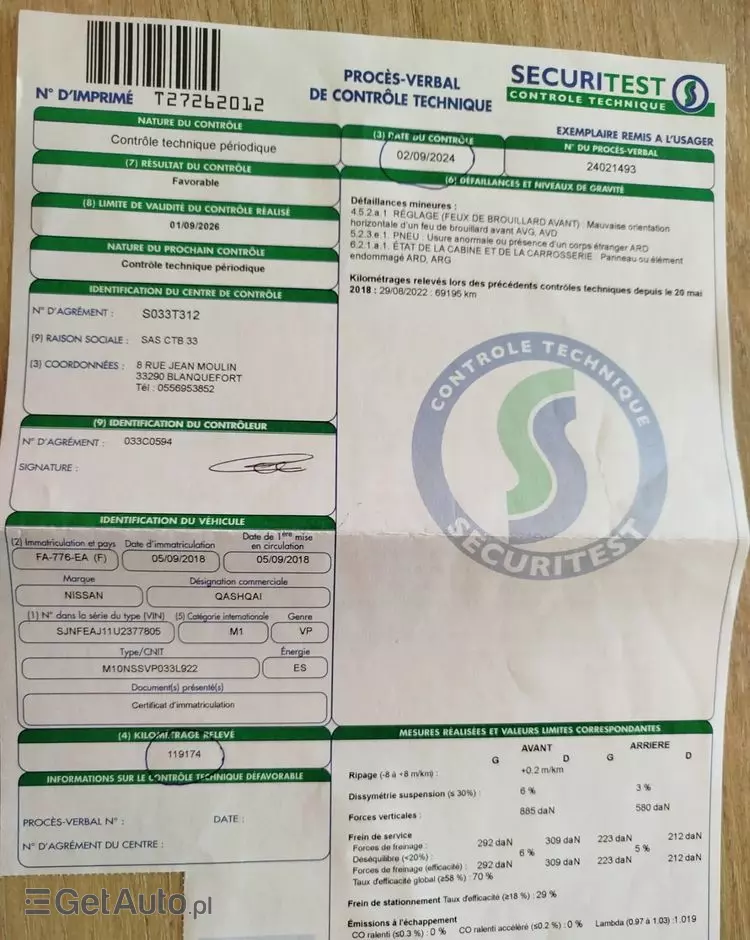 N° D'IMPRIMÉ T27262012
PROCÈS-VERBAL
DE CONTRÔLE TECHNIQUE
SECURITEST
CONTROLE TECHNIQUE
EXEMPLAIRE REMIS A L'USAGER
NATURE DU CONTRÔLE
Contrôle technique périodique
(3) DATE DU CONTRÔLE
02/09/2024
N° DU PROCÈS-VERBAL
24021493
(7) RÉSULTAT DU CONTRÔLE
Favorable
(8) LIMITE DE VALIDITÉ DU CONTRÔLE RÉALISÉ
01/09/2026
NATURE DU PROCHAIN CONTRÔLE
Contrôle technique périodique
IDENTIFICATION DU CENTRE DE CONTRÔLE
N° D'AGRÉMENT : S033T312
(9) RAISON SOCIALE : SAS CTB 33
(3) COORDONNÉES : 8 RUE JEAN MOULIN
33290 BLANQUEFORT
Tél : 0556953852
(9) IDENTIFICATION DU CONTRÔLEUR
N° D'AGRÉMENT : 033C0594
SIGNATURE :
(6) DÉFAILLANCES ET NIVEAUX DE GRAVITÉ
Défaillances mineures :
4.5.2.a.1. RÉGLAGE (FEUX DE BROUILLARD AVANT) : Mauvaise orientation
horizontale d'un feu de brouillard avant AVG, AVD
5.2.3.e.1. PNEU : Usure anormale ou présence d'un corps étranger ARD
6.2.1.a.1. ÉTAT DE LA CABINE ET DE LA CARROSSERIE : Panneau ou élément
endommagé ARD, ARG
Kilométrages relevés lors des précédents contrôles techniques depuis le 20 mai
2018 : 29/08/2022 : 69195 km
CONTROLE TECHNIQUE
SECURITEST
IDENTIFICATION DU VÉHICULE
(2) Immatriculation et pays Date d'immatriculation Date de 1ère mise
en circulation
FA-776-EA (F) 05/09/2018 05/09/2018
Marque Désignation commerciale
NISSAN QASHQAI
(1) N° dans la série du type (VIN) (5) Catégorie internationale Genre
SJNFEAJ11U2377805 M1 VP
Type/CNIT Énergie
M10NSSVP033L922 ES
Document(s) présenté(s)
Certificat d'immatriculation
(4) KILOMÉTRAGE RELEVÉ
119174
INFORMATIONS SUR LE CONTRÔLE TECHNIQUE DÉFAVORABLE
PROCÈS-VERBAL N° : DATE :
N° D'AGRÉMENT DU CENTRE :
MESURES RÉALISÉES ET VALEURS LIMITES CORRESPONDANTES
AVANT ARRIERE
G D G D
Ripage (-8 à +8 m/km) : +0.2 m/km
Dissymétrie suspension (≤ 30%) : 6 % 3 %
Forces verticales : 885 daN 580 daN
Frein de service
Forces de freinage : 292 daN 309 daN 223 daN 212 daN
Déséquilibre (<20%) : 6 % 5 %
Forces de freinage (efficacité) : 292 daN 309 daN 223 daN 212 daN
Taux d'efficacité global (≥58 %) : 70 %
Frein de stationnement Taux d'efficacité (≥18 %) : 29 %
Émissions à l'échappement
CO ralenti (≤0.3 %) : 0 % CO ralenti accéléré (≤0.2 %) : 0 % Lambda (0.97 à 1.03) : 1.019
GetAuto.pl